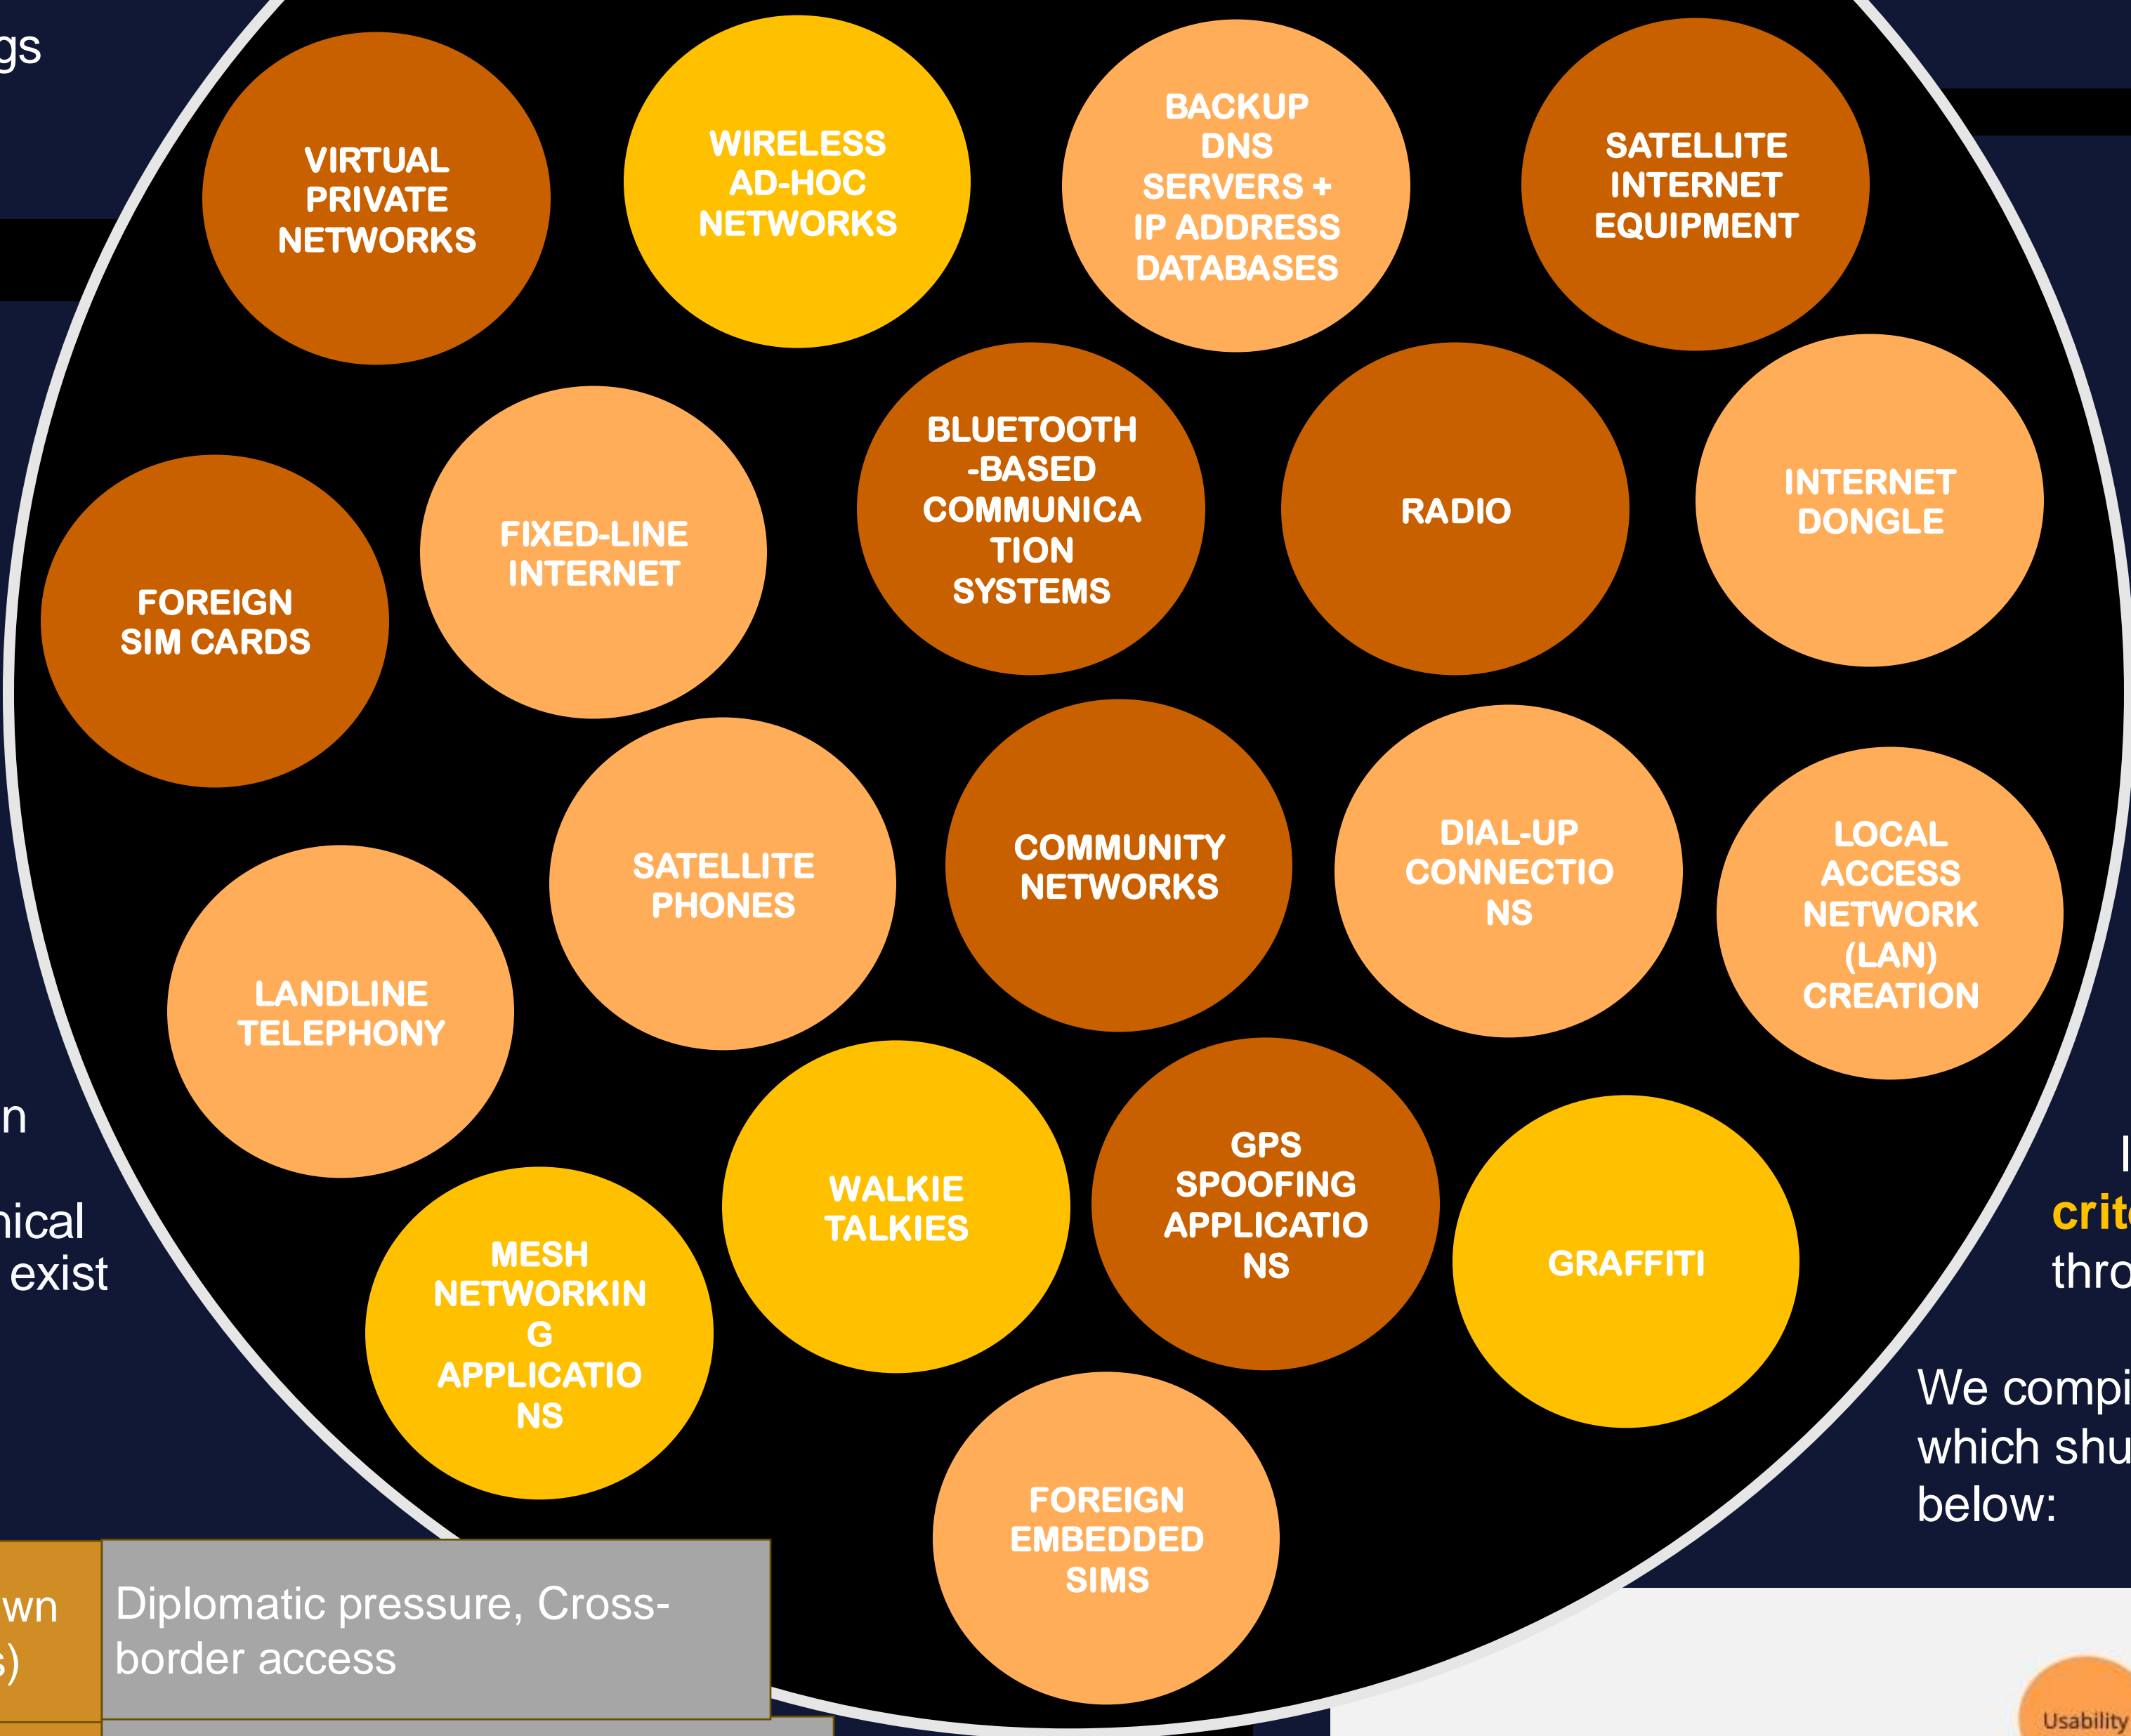 gs
VIRTUAL
PRIVATE
NETWORKS
WIRELESS
AD-HOC
NETWORKS
BACKUP
DNS
SERVERS +
IP ADDRESS
DATABASES
SATELLITE
INTERNET
EQUIPMENT
FOREIGN
SIM CARDS
FIXED-LINE
INTERNET
BLUETOOTH
-BASED
COMMUNICA
TION
SYSTEMS
RADIO
INTERNET
DONGLE
LANDLINE
TELEPHONY
SATELLITE
PHONES
COMMUNITY
NETWORKS
DIAL-UP
CONNECTIO
NS
LOCAL
ACCESS
NETWORK
(LAN)
CREATION
MESH
NETWORKIN
G
APPLICATIO
NS
WALKIE
TALKIES
GPS
SPOOFING
APPLICATIO
NS
GRAFFITI
FOREIGN
EMBEDDED
SIMS
n
nical
exist
crit
thro
We compi
which shu
below:
wn
s)
Diplomatic pressure, Cross-
border access
Usability